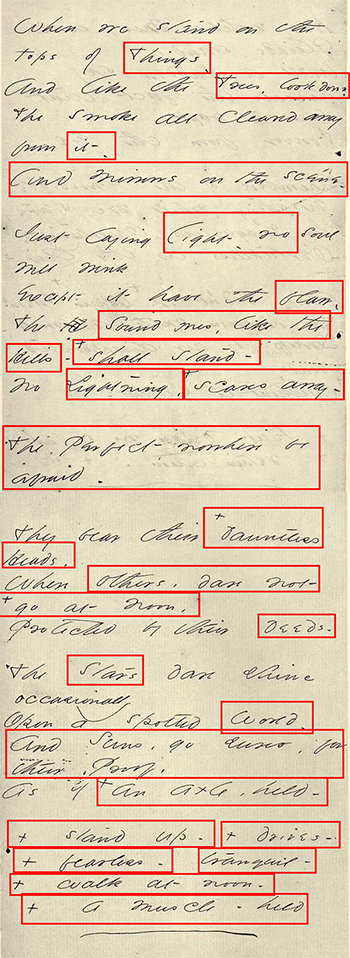 When we stand on the
tops of Things.
And like the Trees, look down
The smoke all cleared away
from it -
And mirrors on the scene -
Just laying light - no soul
will wink
Except it have the flaw.
The Sound ones, like the
Hills - + shall stand -
no Lightning, + scares away -
The Perfect - nowhere be
afraid.
They bear their + dauntless
Heads.
When others, dare not -
+ go at noon.
Protected by their deeds -
The Stars dare shine
occasionally
Upon a spotted World.
And Suns, go surer, for
their Proof,
As if + an axle, held -
+ stand up - + drives -
+ fearless - tranquil -
+ walk at noon -
+ a muscle - held